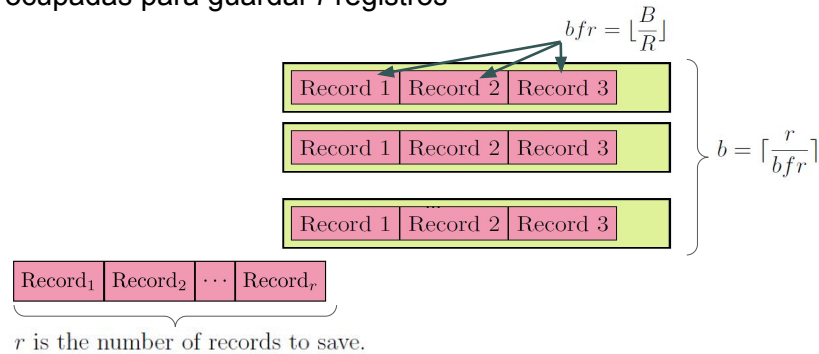 ocupadas para guardar r registros
bfr = ⌊B/R⌋
Record 1 Record 2 Record 3
Record 1 Record 2 Record 3
b = ⌈r/bfr⌉
...
Record 1 Record 2 Record 3
Record₁ Record₂ ··· Recordᵣ
r is the number of records to save.